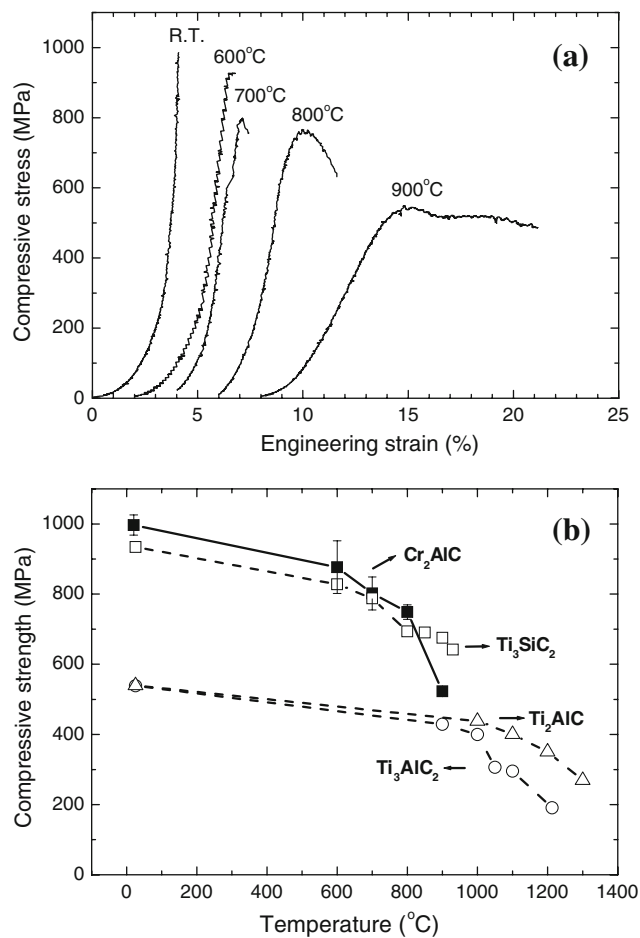 (a)
R.T.
600°C
700°C
800°C
900°C
Compressive stress (MPa)
1000
800
600
400
200
0
0 5 10 15 20 25
Engineering strain (%)
(b)
Cr₂AlC
Ti₃SiC₂
Ti₂AlC
Ti₃AlC₂
Compressive strength (MPa)
1000
800
600
400
200
0
0 200 400 600 800 1000 1200 1400
Temperature (°C)